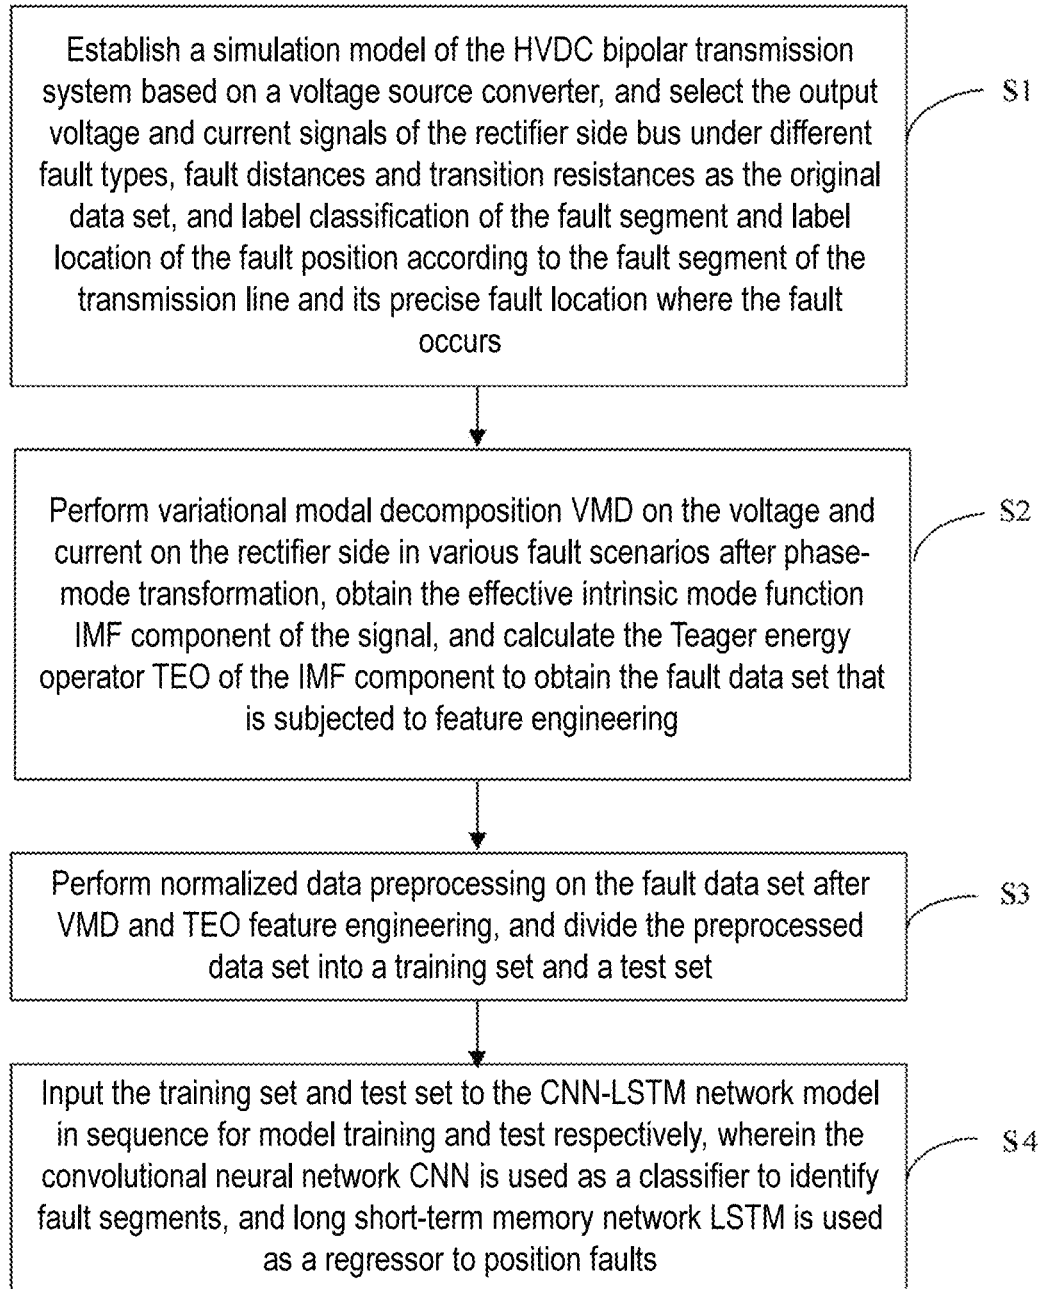 Establish a simulation model of the HVDC bipolar transmission
system based on a voltage source converter, and select the output
voltage and current signals of the rectifier side bus under different
fault types, fault distances and transition resistances as the original
data set, and label classification of the fault segment and label
location of the fault position according to the fault segment of the
transmission line and its precise fault location where the fault
occurs
S1
Perform variational modal decomposition VMD on the voltage and
current on the rectifier side in various fault scenarios after phase-
mode transformation, obtain the effective intrinsic mode function
IMF component of the signal, and calculate the Teager energy
operator TEO of the IMF component to obtain the fault data set that
is subjected to feature engineering
S2
Perform normalized data preprocessing on the fault data set after
VMD and TEO feature engineering, and divide the preprocessed
data set into a training set and a test set
S3
Input the training set and test set to the CNN-LSTM network model
in sequence for model training and test respectively, wherein the
convolutional neural network CNN is used as a classifier to identify
fault segments, and long short-term memory network LSTM is used
as a regressor to position faults
S4